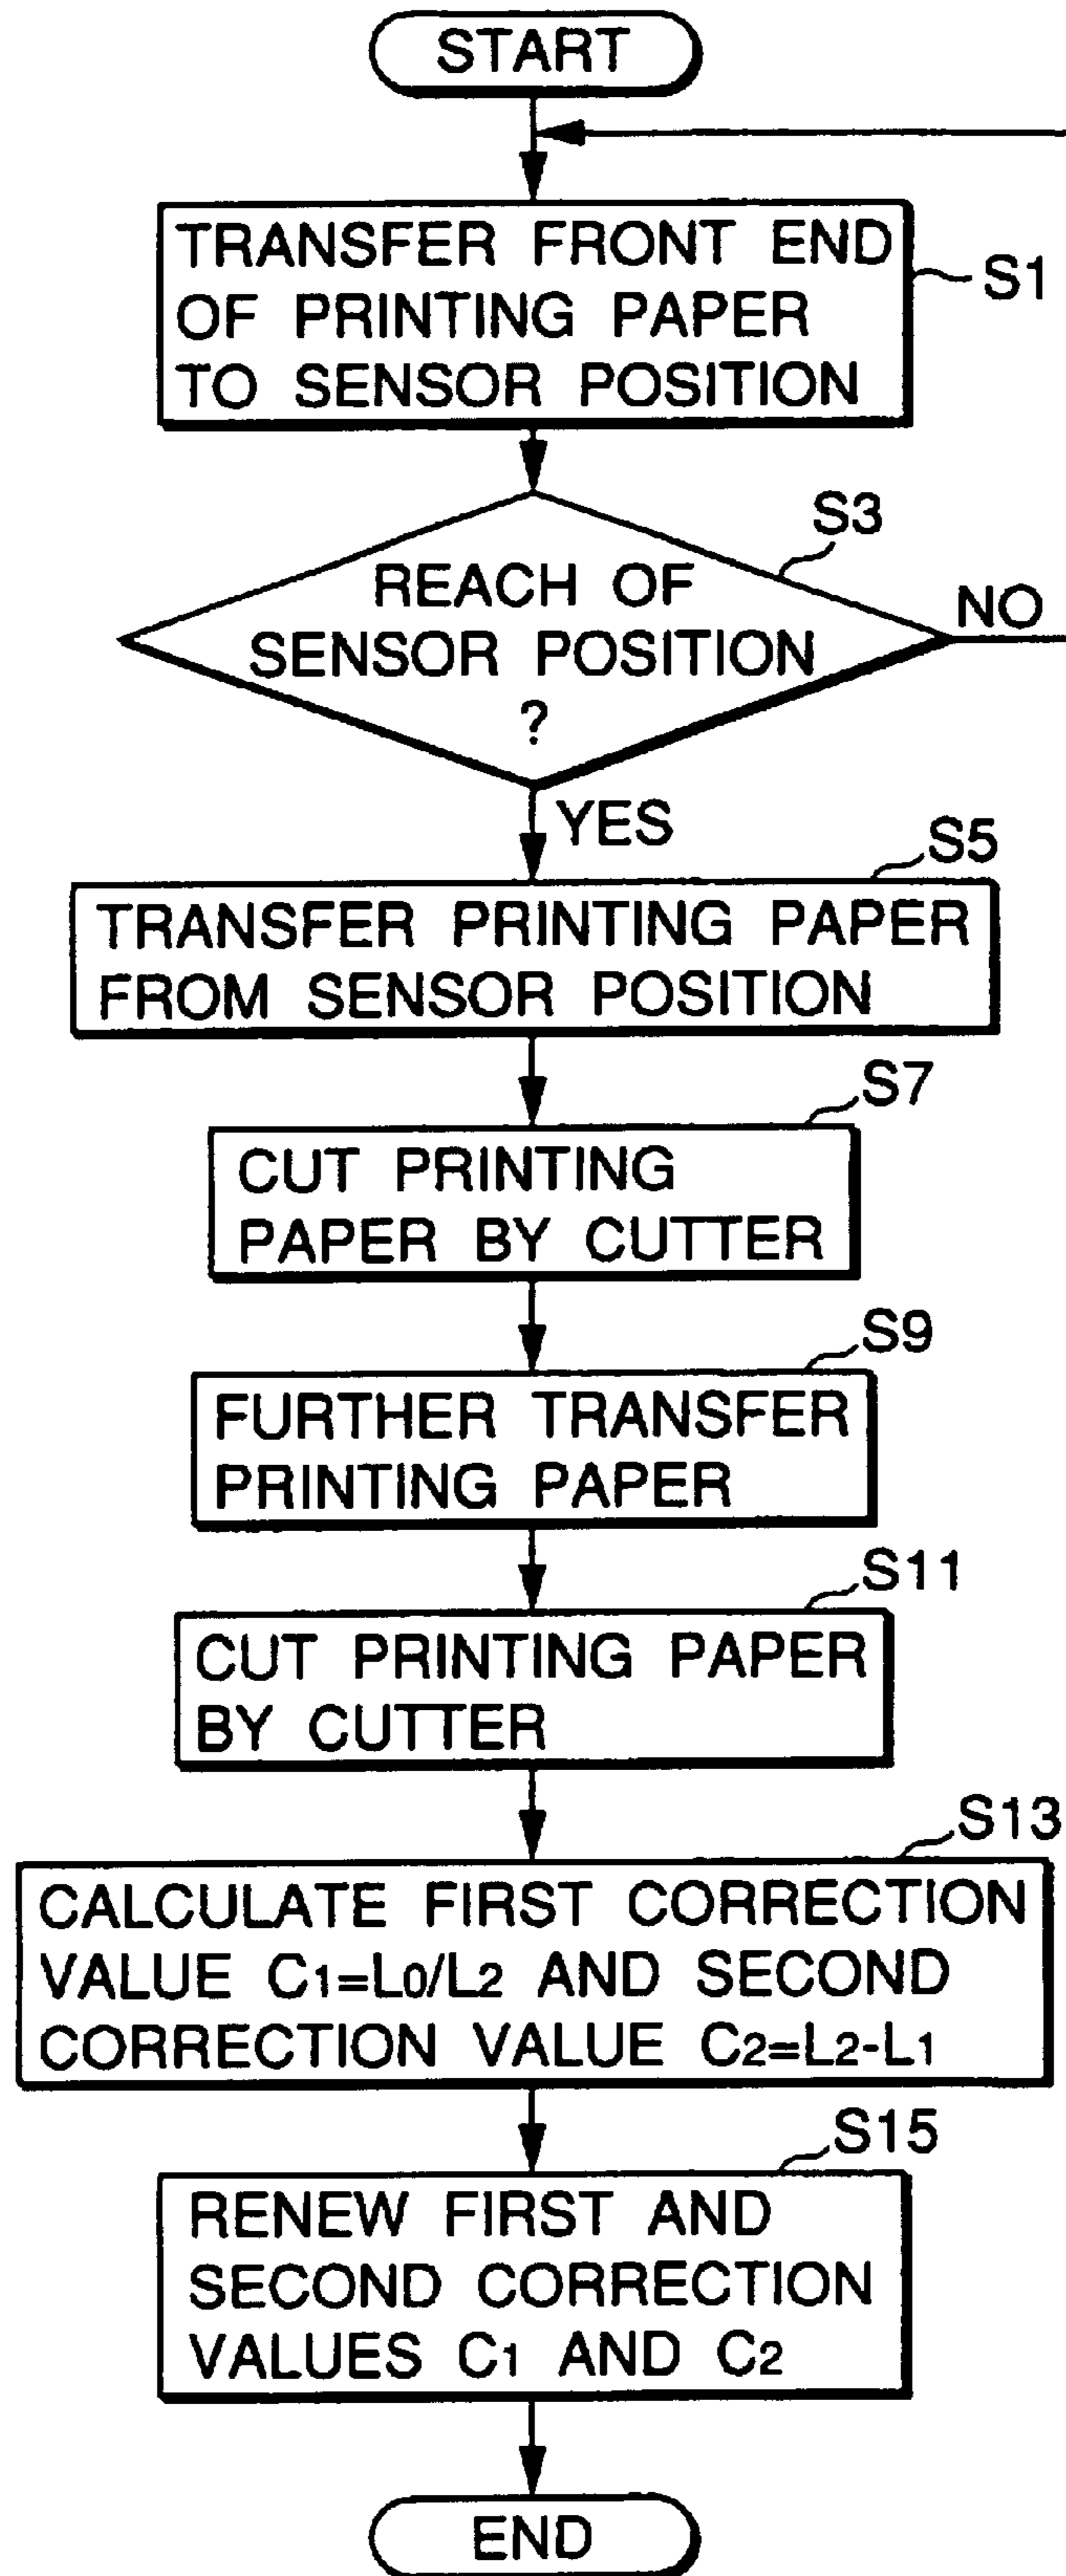 START
TRANSFER FRONT END
OF PRINTING PAPER
TO SENSOR POSITION
S1
S3
REACH OF
SENSOR POSITION
?
NO
YES
S5
TRANSFER PRINTING PAPER
FROM SENSOR POSITION
S7
CUT PRINTING
PAPER BY CUTTER
S9
FURTHER TRANSFER
PRINTING PAPER
S11
CUT PRINTING PAPER
BY CUTTER
S13
CALCULATE FIRST CORRECTION
VALUE C1=L0/L2 AND SECOND
CORRECTION VALUE C2=L2-L1
S15
RENEW FIRST AND
SECOND CORRECTION
VALUES C1 AND C2
END